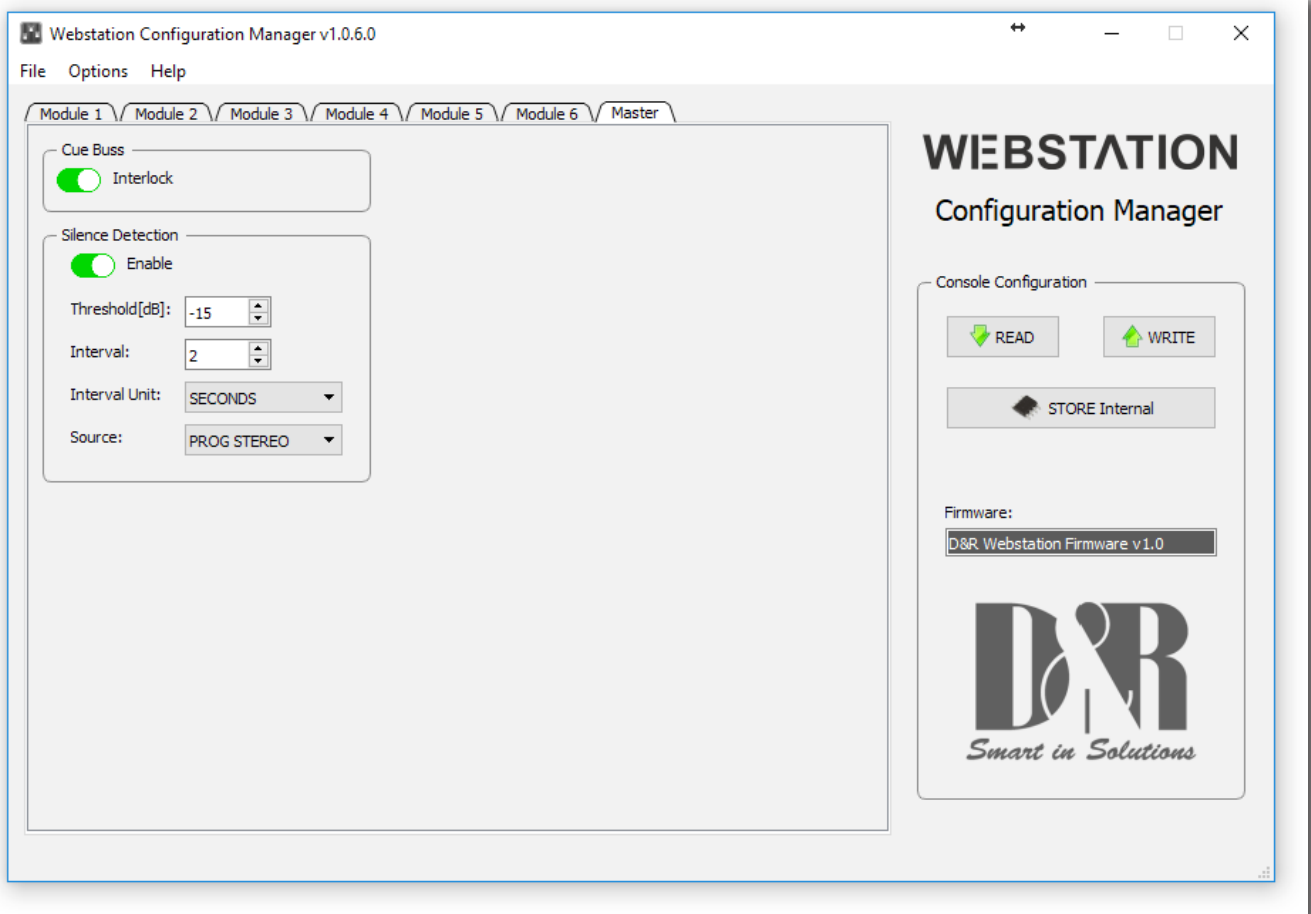 Webstation Configuration Manager v1.0.6.0
File Options Help
Module 1 Module 2 Module 3 Module 4 Module 5 Module 6 Master
Cue Buss
Interlock
Silence Detection
Enable
Threshold[dB]: -15
Interval: 2
Interval Unit: SECONDS
Source: PROG STEREO
WEBSTATION
Configuration Manager
Console Configuration
READ WRITE
STORE Internal
Firmware:
D&R Webstation Firmware v1.0
D&R
Smart in Solutions